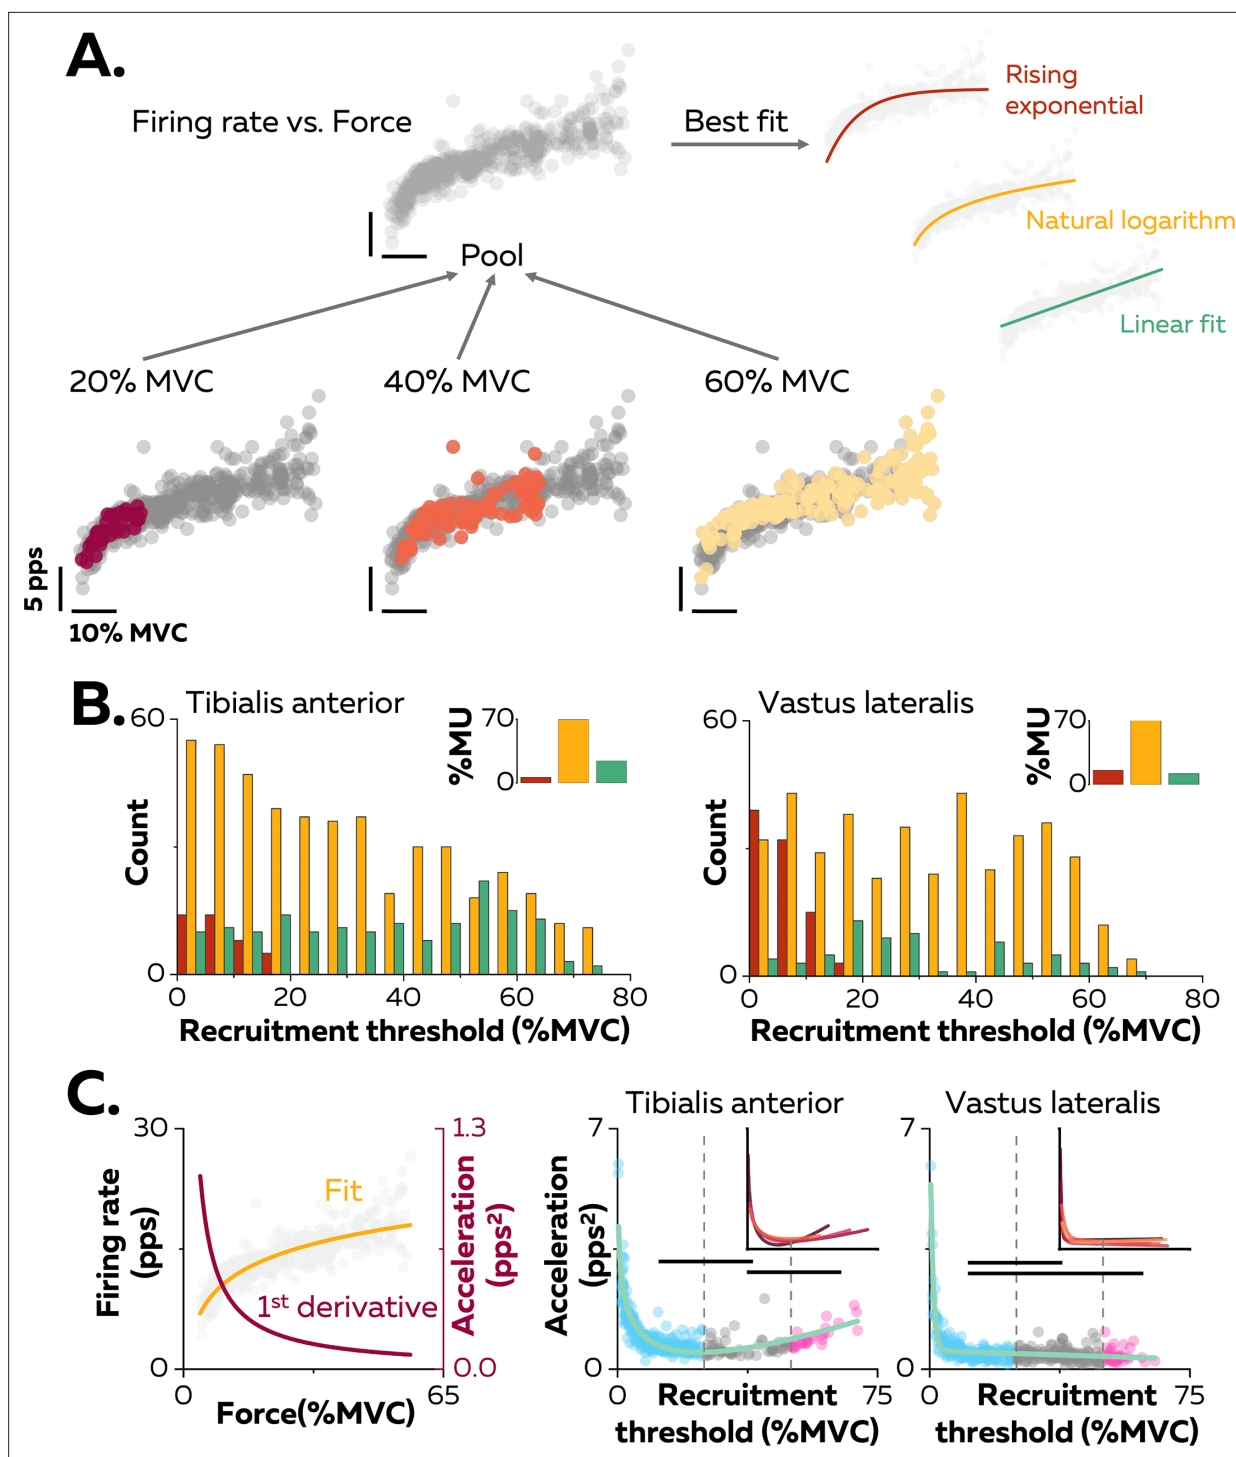 A.
Firing rate vs. Force
Best fit
Rising
exponential
Natural logarithm
Linear fit
Pool
20% MVC
40% MVC
60% MVC
5 pps
10% MVC
B.
Tibialis anterior
60
0
Count
%MU
70
0
0 20 40 60 80
Recruitment threshold (%MVC)
Vastus lateralis
60
0
Count
%MU
70
0
0 20 40 60 80
Recruitment threshold (%MVC)
C.
30
0
Firing rate
(pps)
Fit
1st derivative
1.3
0.0
Acceleration
(pps²)
0 65
Force(%MVC)
Tibialis anterior
7
0
Acceleration
(pps²)
0 75
Recruitment
threshold (%MVC)
Vastus lateralis
7
0
0 75
Recruitment
threshold (%MVC)